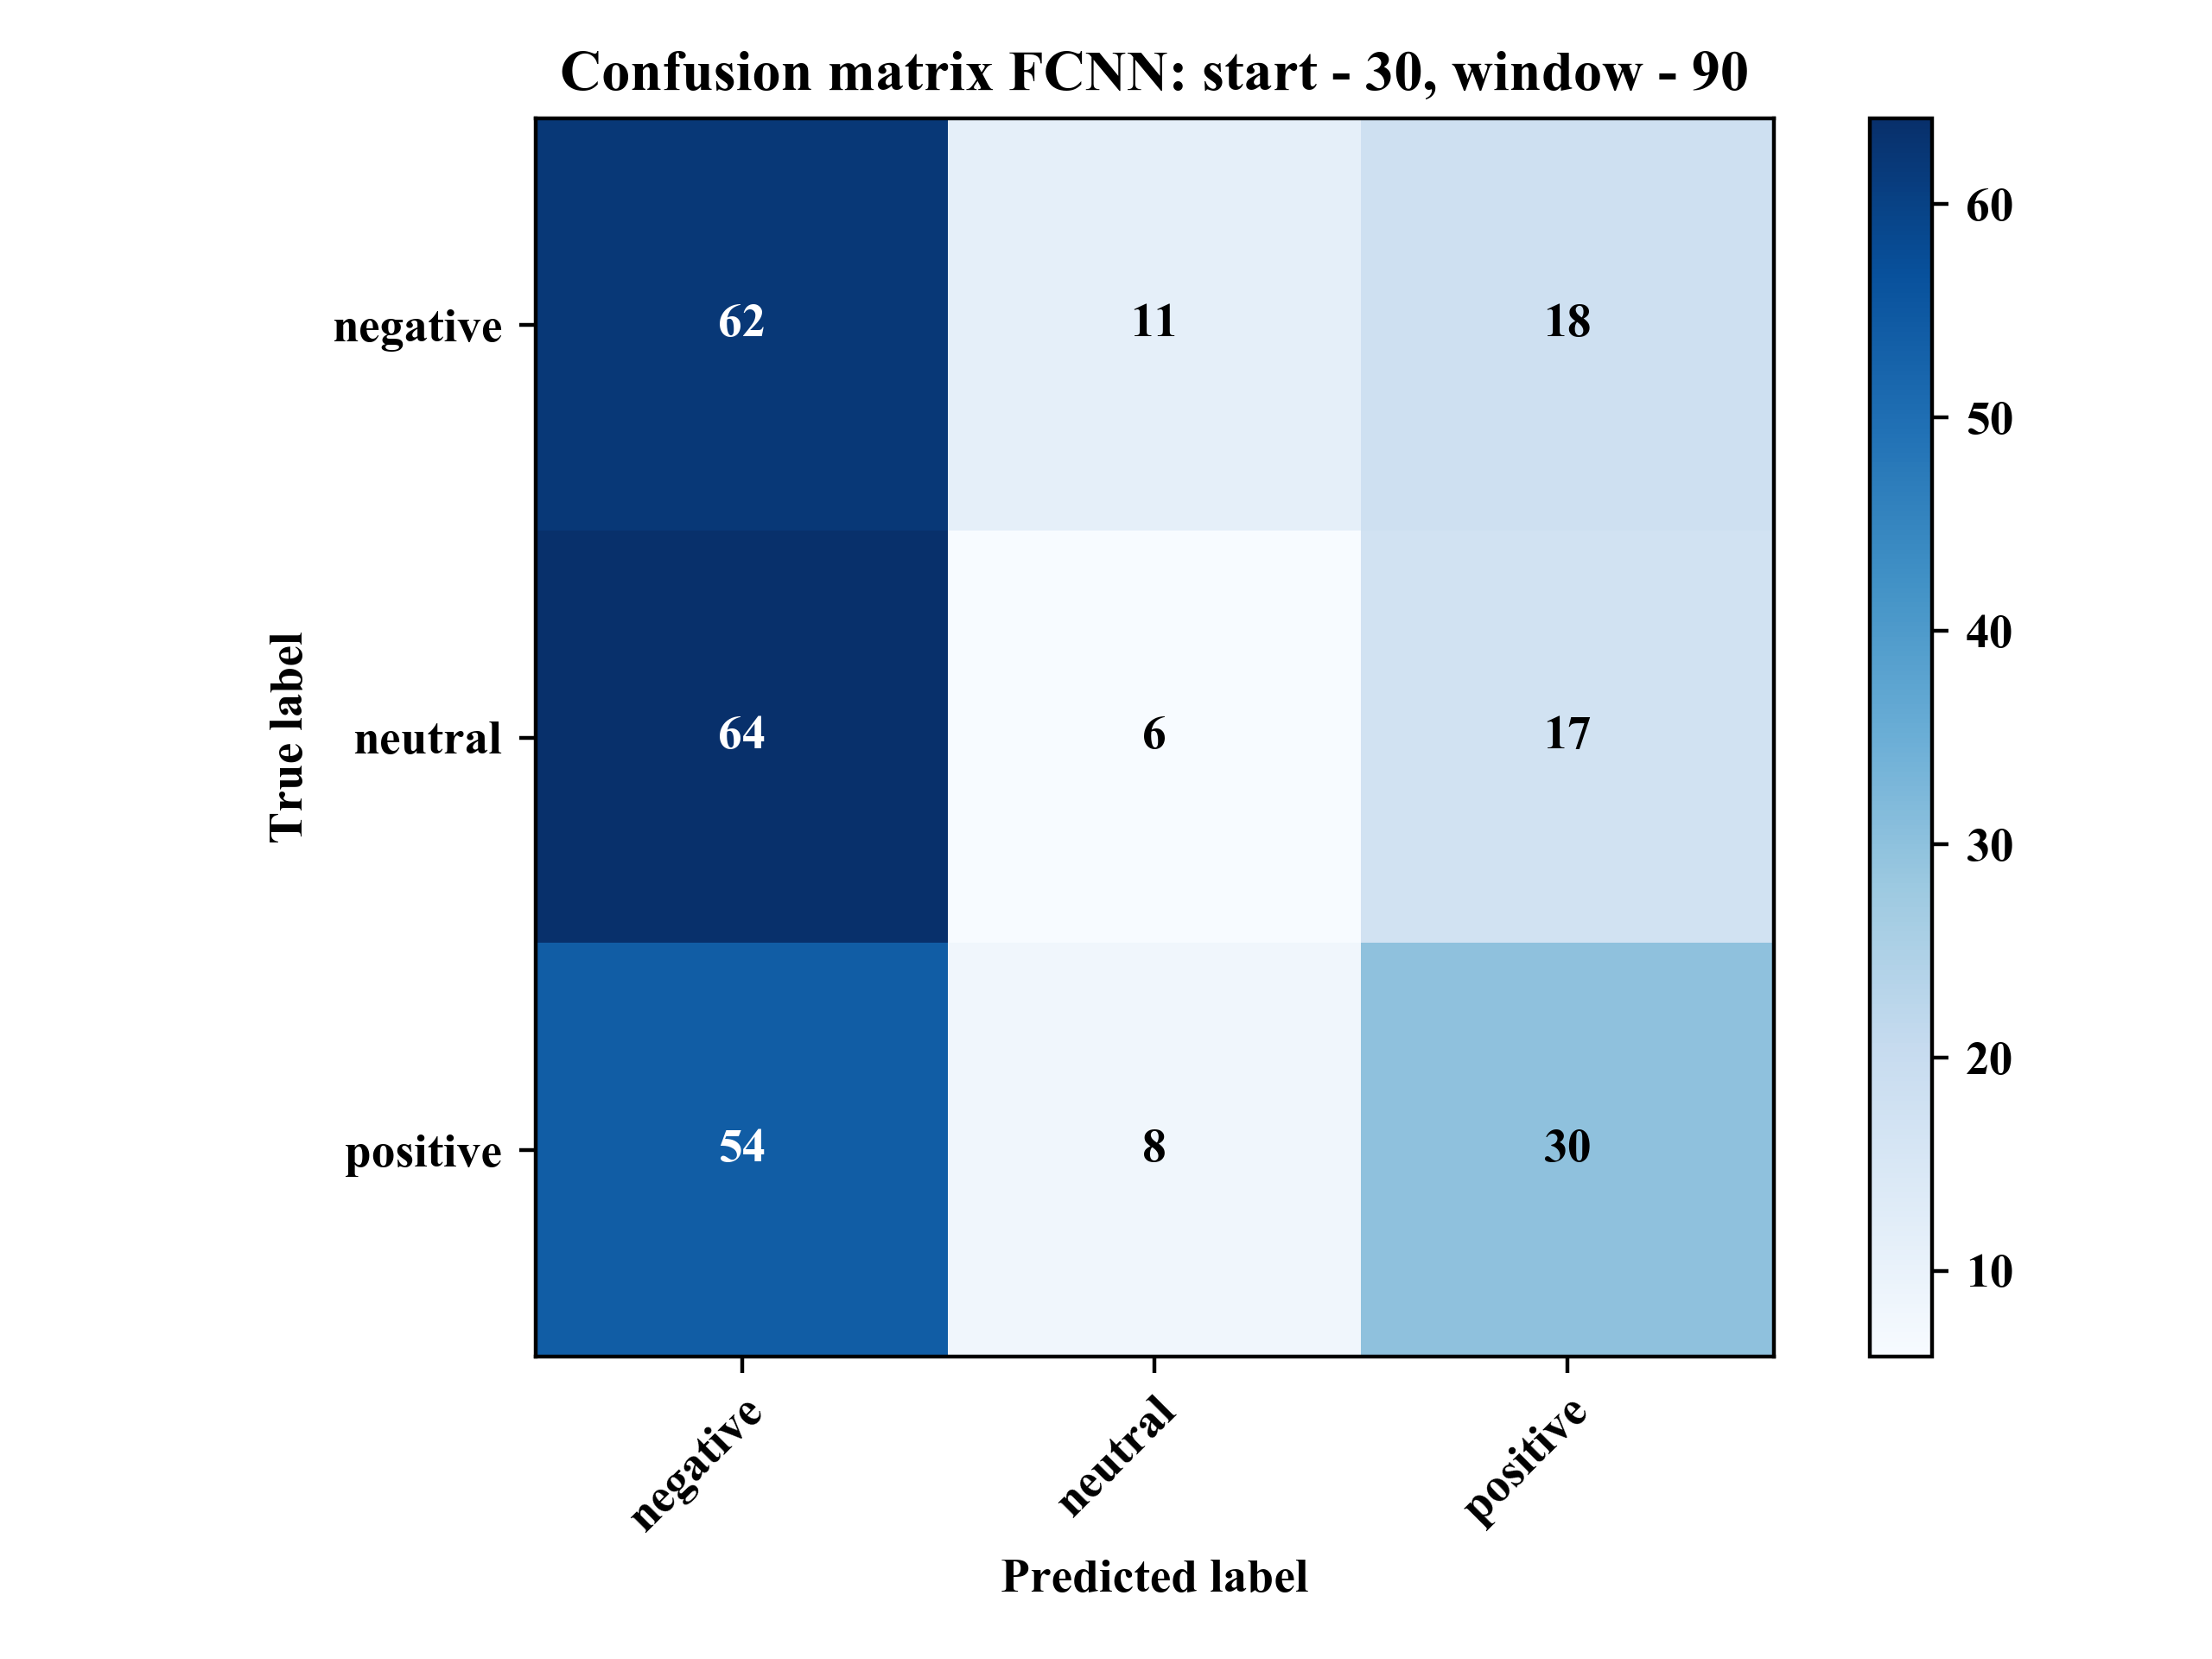 Confusion matrix FCNN: start - 30, window - 90
True label
negative
62
11
18
neutral
64
6
17
positive
54
8
30
negative
neutral
positive
Predicted label
60
50
40
30
20
10